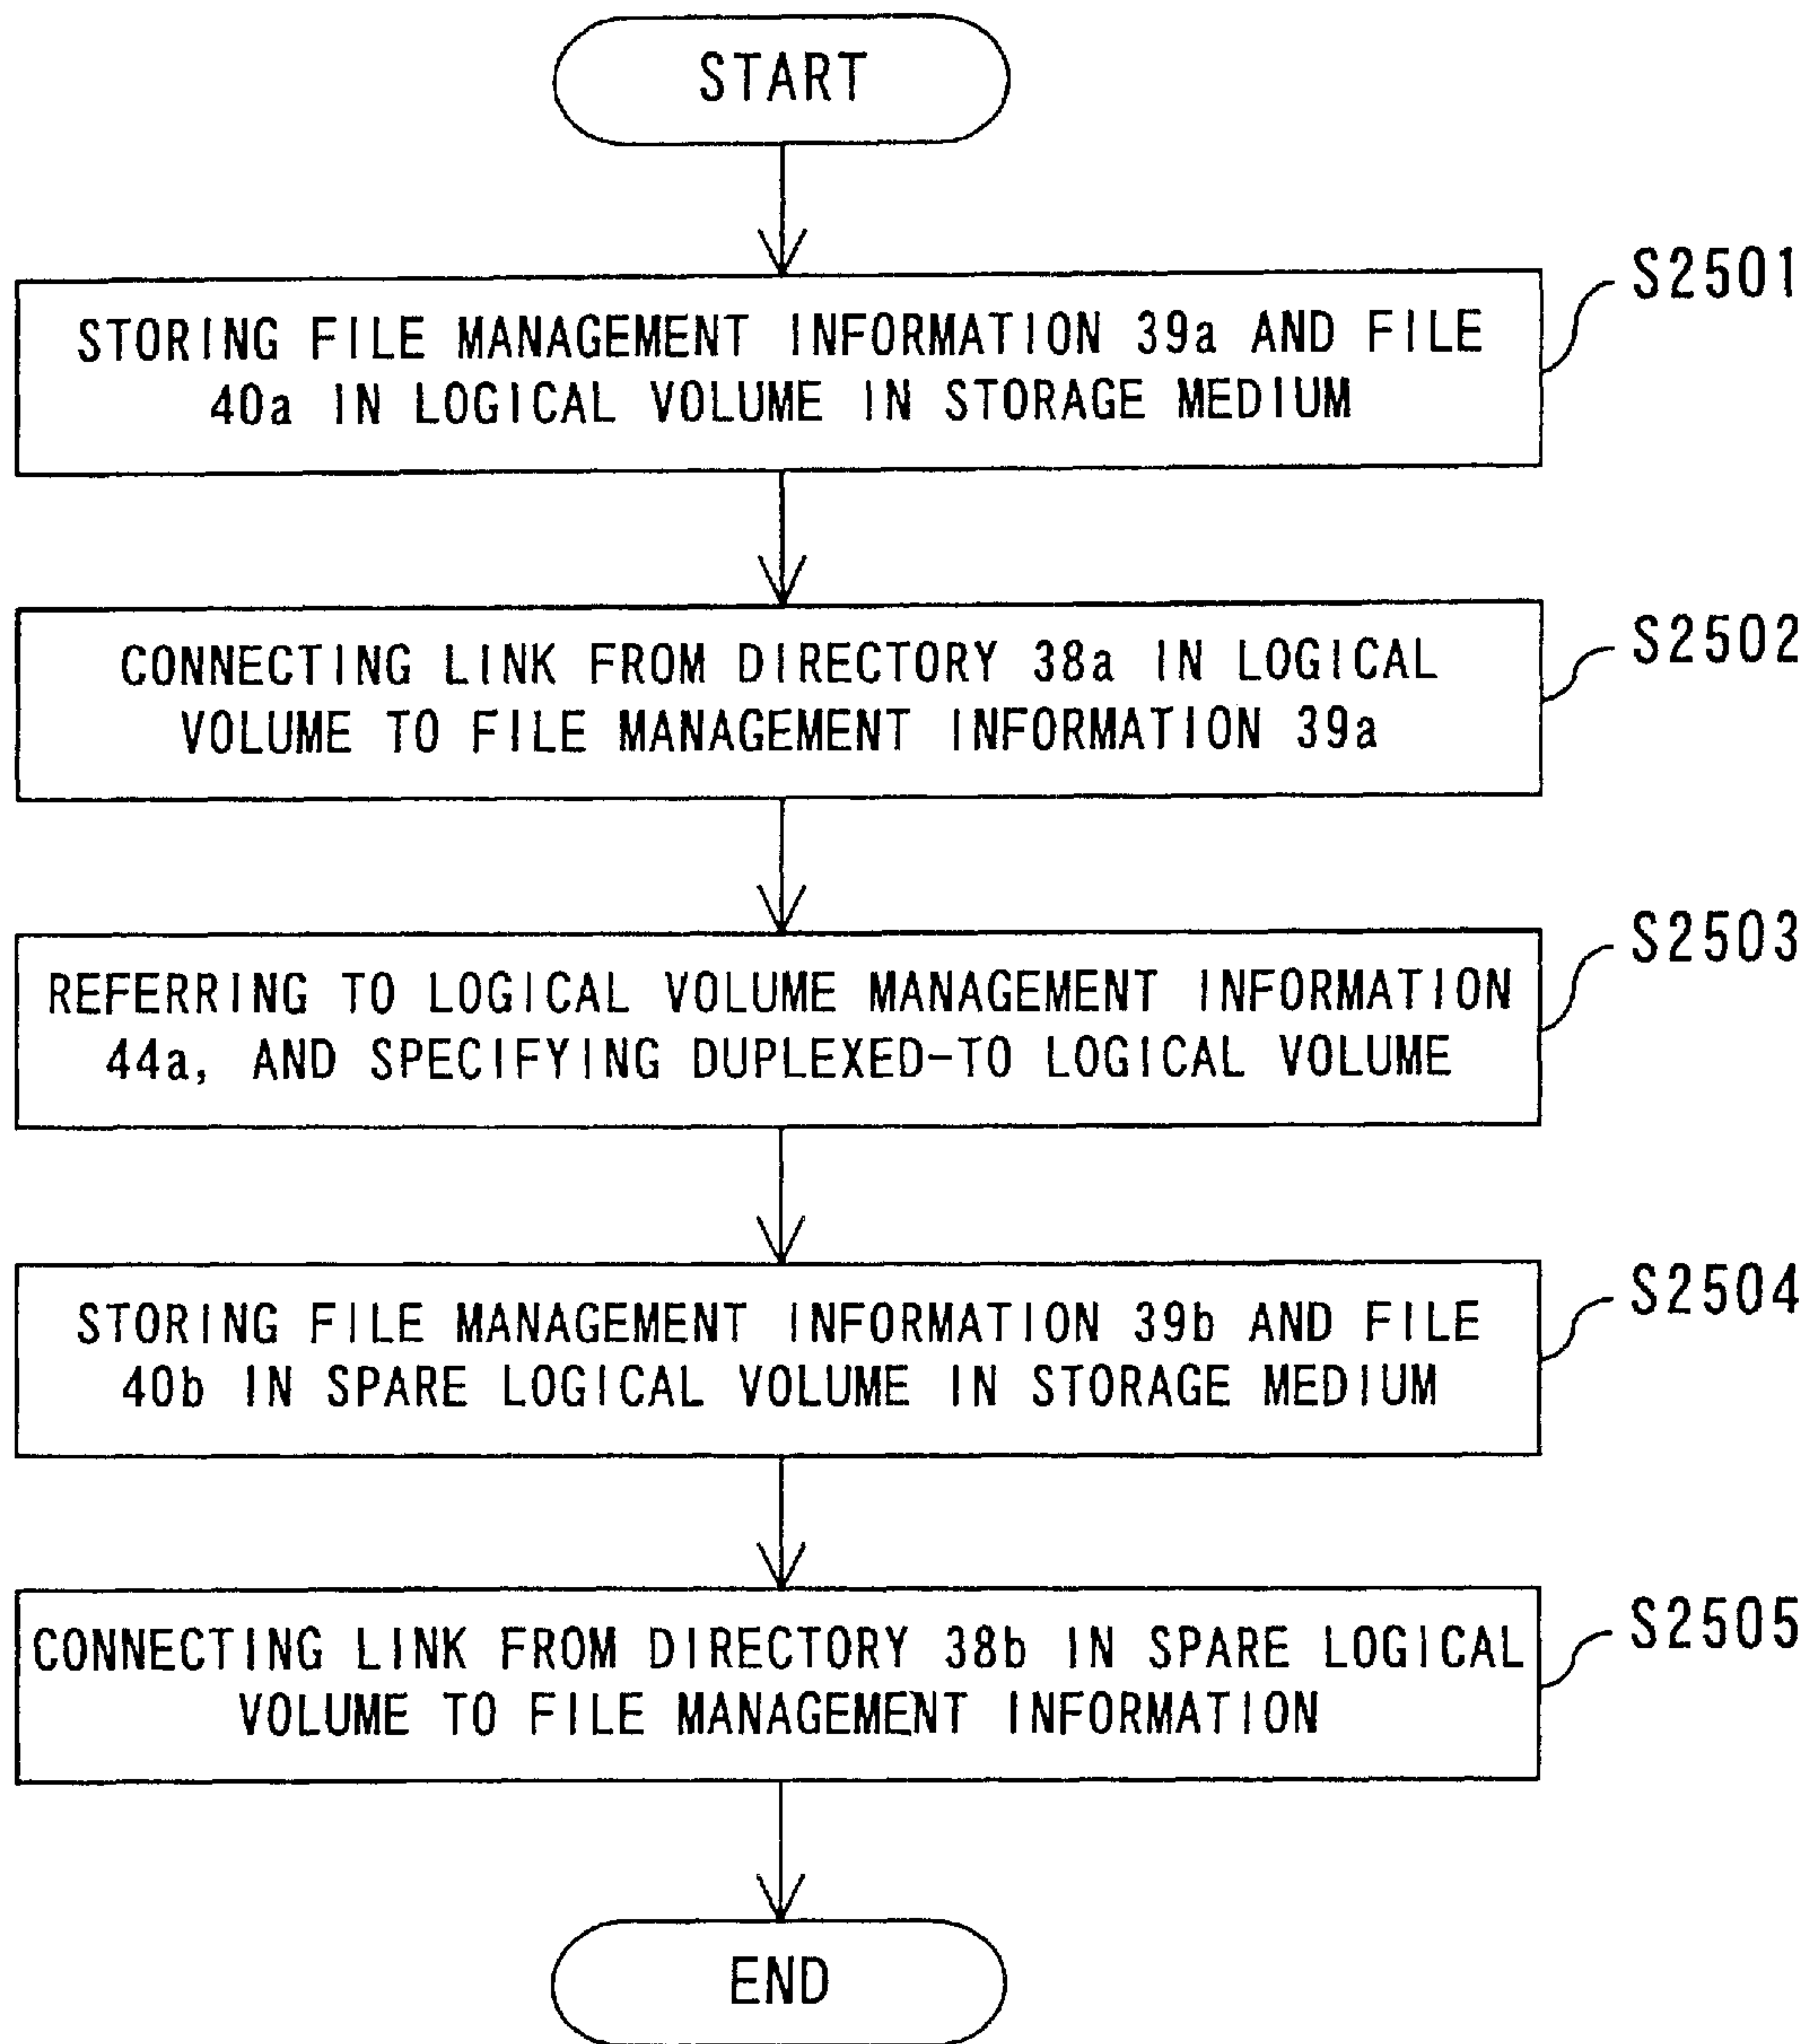 START
S2501
STORING FILE MANAGEMENT INFORMATION 39a AND FILE
40a IN LOGICAL VOLUME IN STORAGE MEDIUM
S2502
CONNECTING LINK FROM DIRECTORY 38a IN LOGICAL
VOLUME TO FILE MANAGEMENT INFORMATION 39a
S2503
REFERRING TO LOGICAL VOLUME MANAGEMENT INFORMATION
44a, AND SPECIFYING DUPLEXED-TO LOGICAL VOLUME
S2504
STORING FILE MANAGEMENT INFORMATION 39b AND FILE
40b IN SPARE LOGICAL VOLUME IN STORAGE MEDIUM
S2505
CONNECTING LINK FROM DIRECTORY 38b IN SPARE LOGICAL
VOLUME TO FILE MANAGEMENT INFORMATION
END